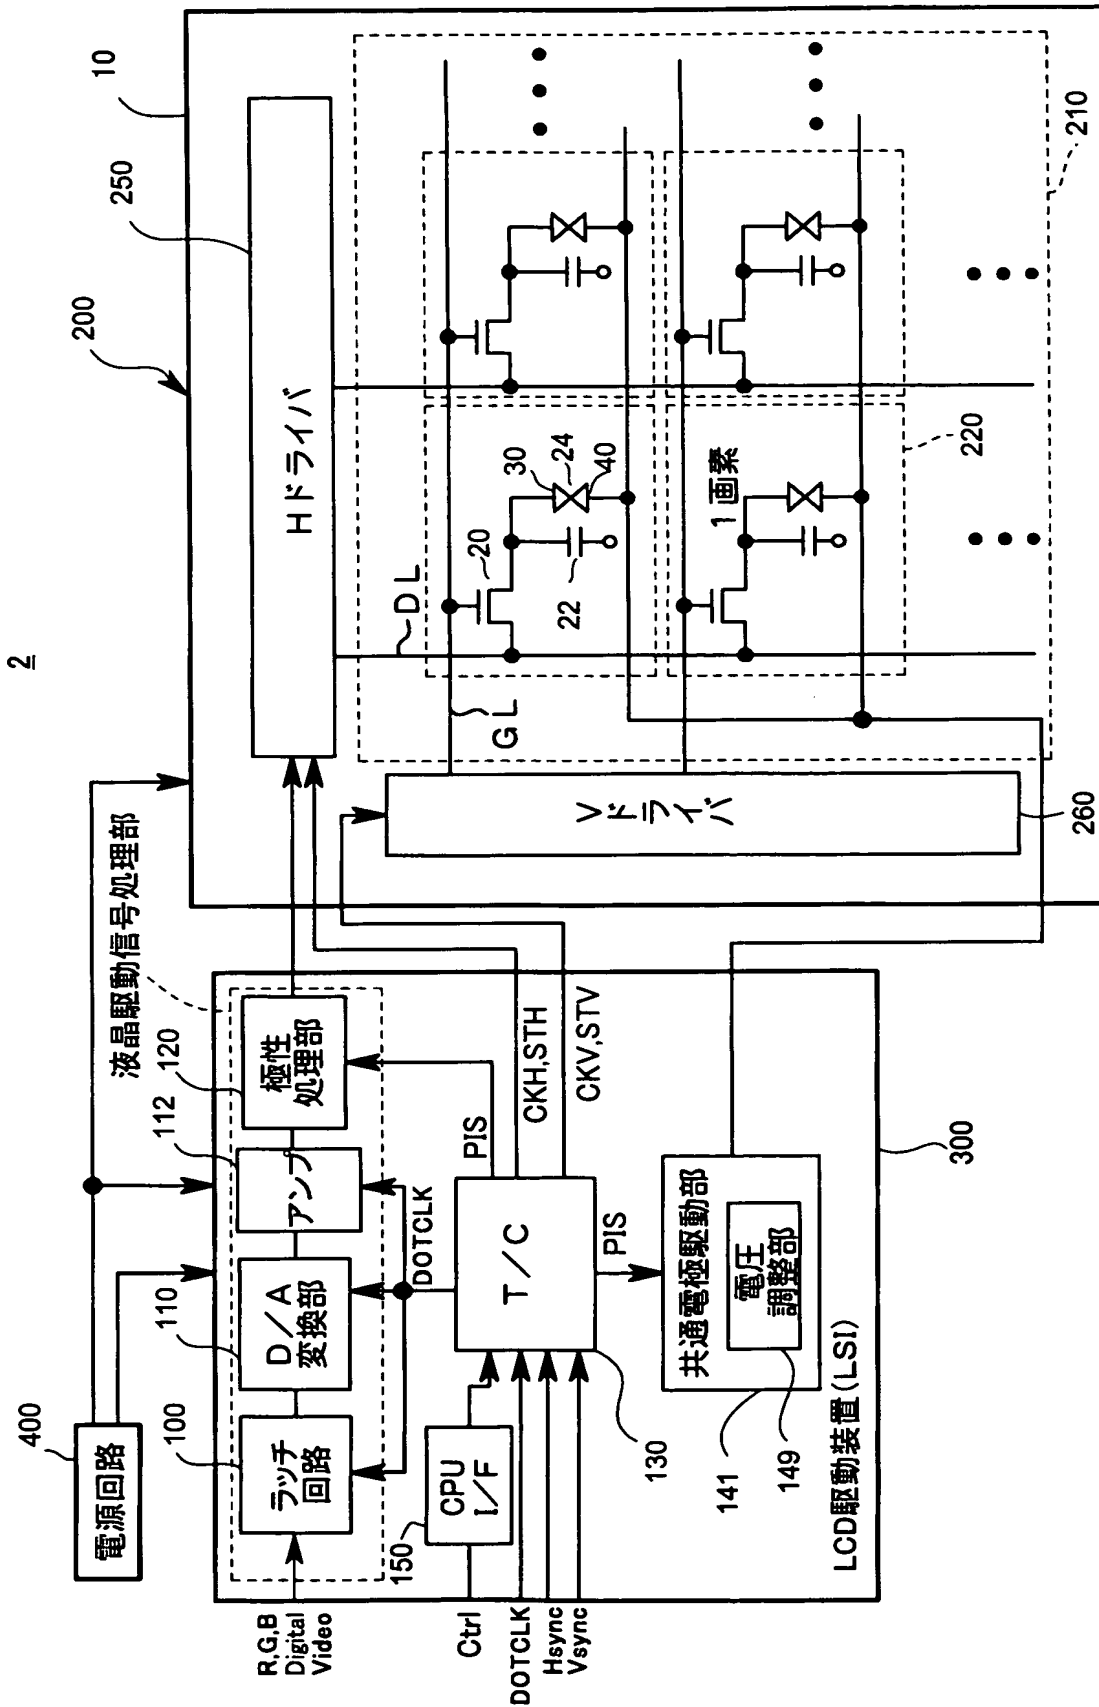 2
10
200
250
Hドライバ
DL
GL
20
30
24
40
22
1画素
220
210
Vドライバ
260
電源回路
400
液晶駆動信号処理部
100
ラッチ
回路
110
D/A
変換部
112
アンプ
120
極性
処理部
R,G,B
Digital
Video
DOTCLK
PIS
CKH,STH
CKV,STV
Ctrl
DOTCLK
Hsync
Vsync
150
CPU
I/F
T/C
130
PIS
共通電極駆動部
電圧
調整部
141
149
LCD駆動装置(LSI)
300